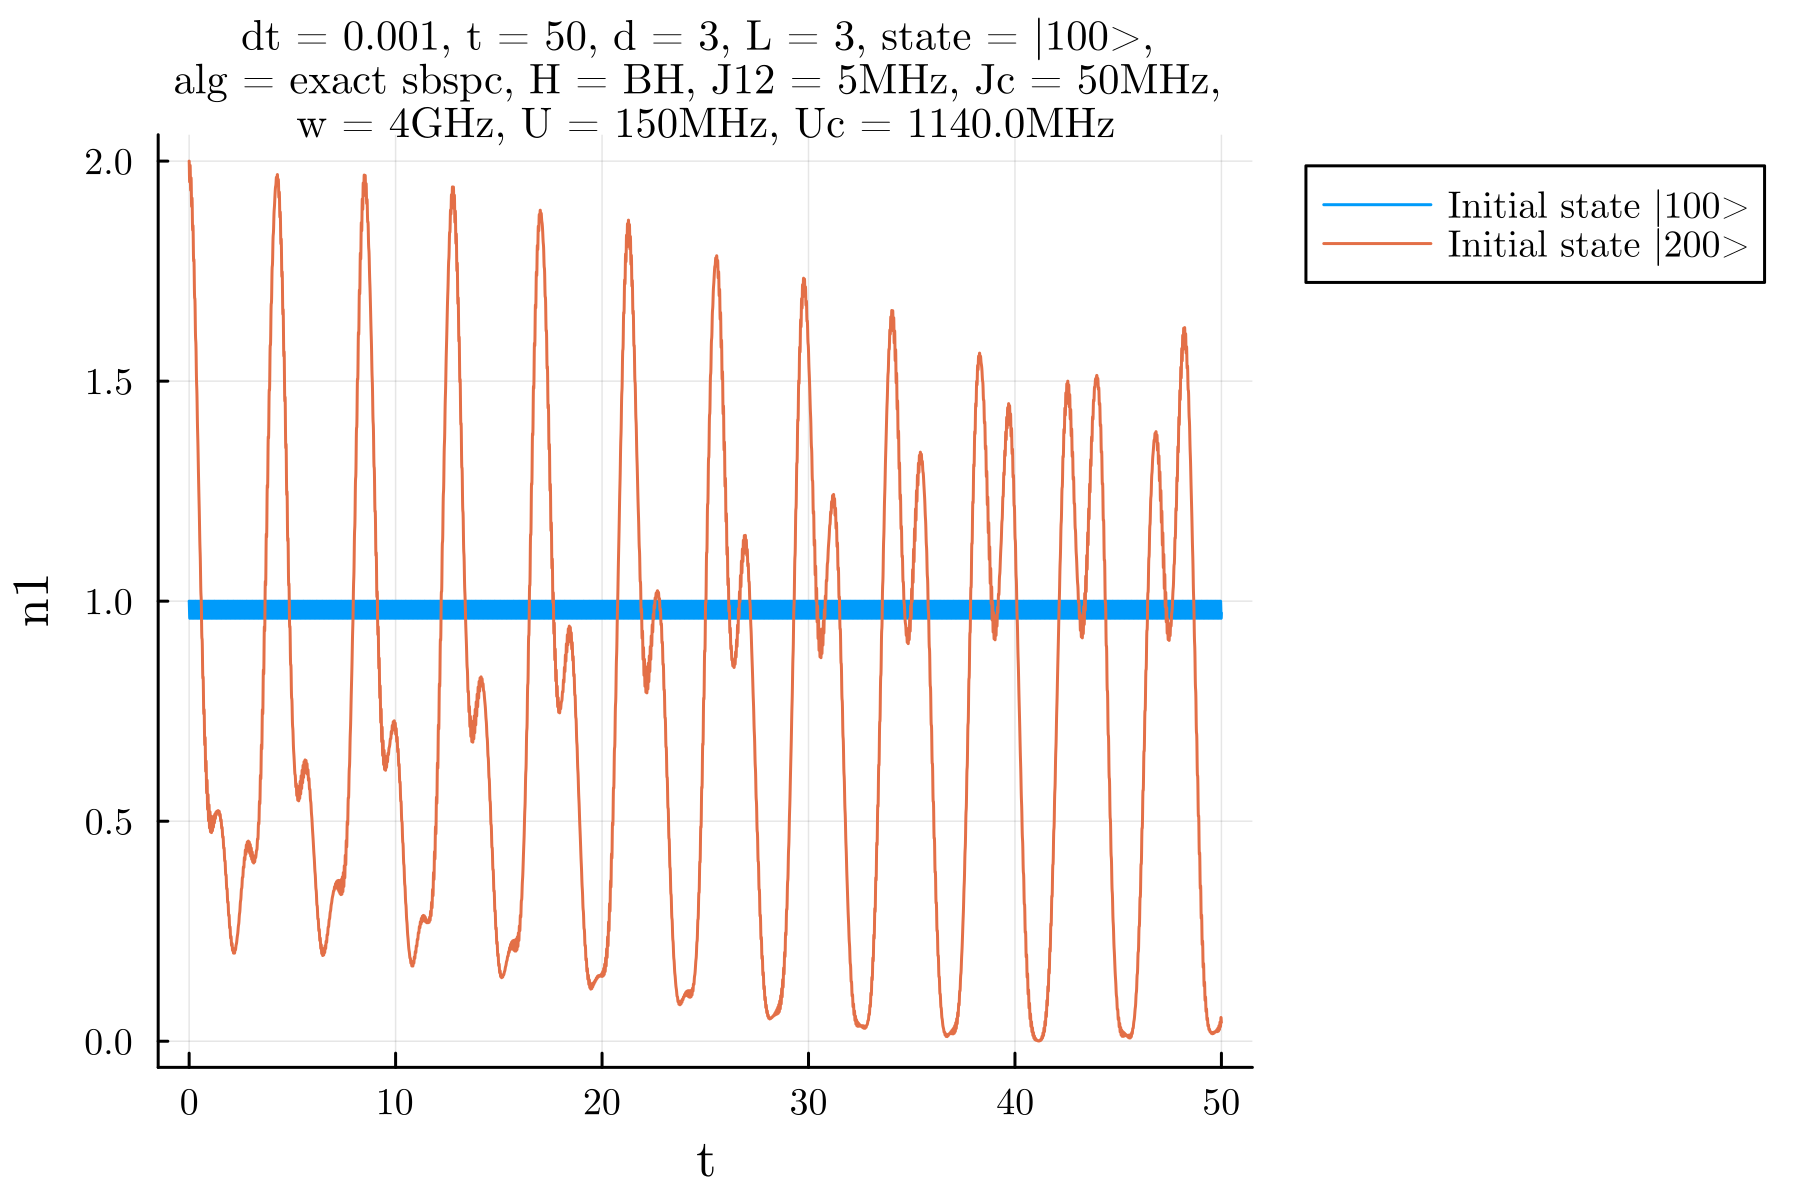 dt = 0.001, t = 50, d = 3, L = 3, state = |100>,
alg = exact sbspc, H = BH, J12 = 5MHz, Jc = 50MHz,
w = 4GHz, U = 150MHz, Uc = 1140.0MHz
Initial state |100>
Initial state |200>
2.0
1.5
1.0
0.5
0.0
n1
0 10 20 30 40 50
t